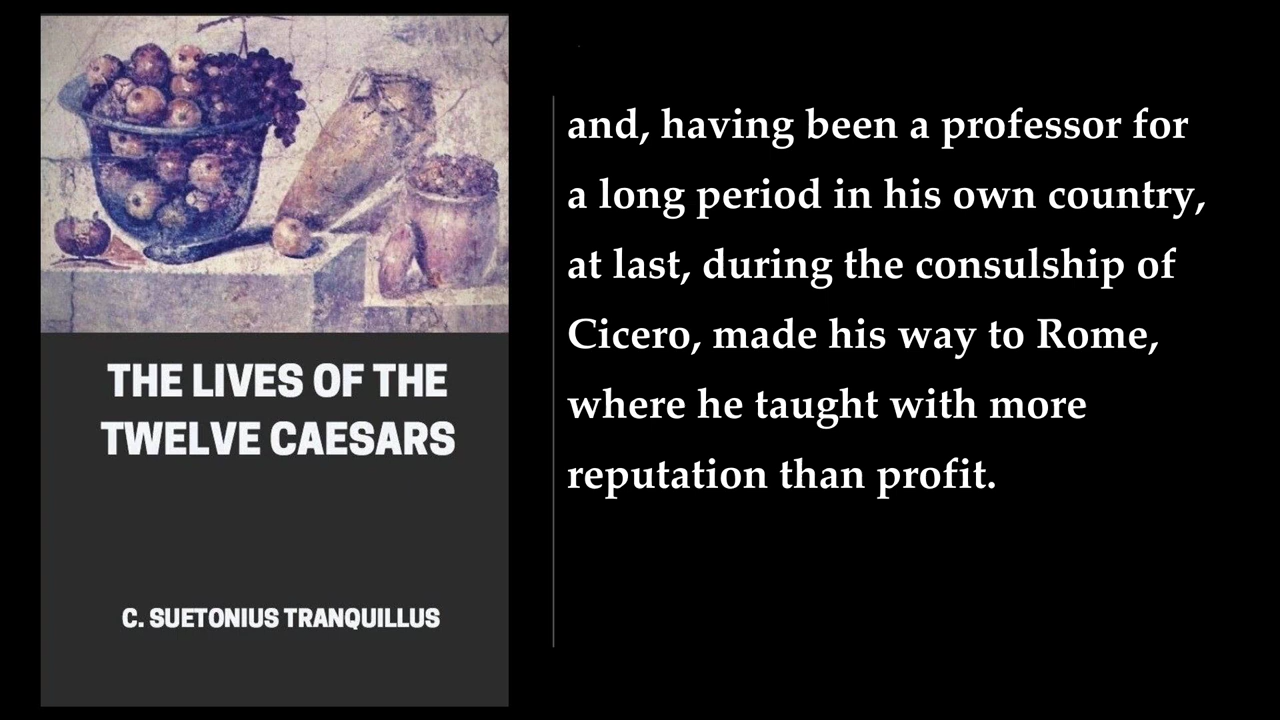 THE LIVES OF THE
TWELVE CAESARS
C. SUETONIUS TRANQUILLUS
and, having been a professor for
a long period in his own country,
at last, during the consulship of
Cicero, made his way to Rome,
where he taught with more
reputation than profit.